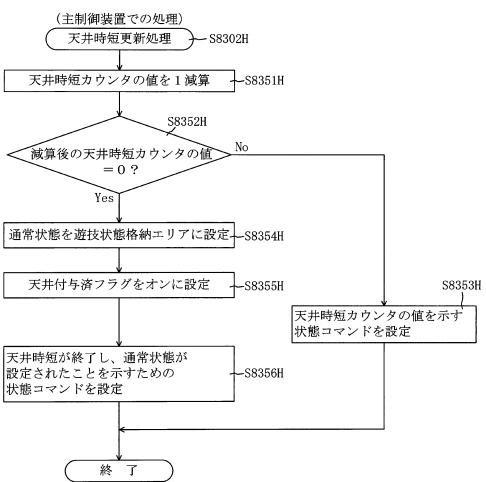 (主制御装置での処理)
天井時短更新処理
S8302H
天井時短カウンタの値を1減算
S8351H
S8352H
減算後の天井時短カウンタの値
=0?
No
Yes
通常状態を遊技状態格納エリアに設定
S8354H
天井付与済フラグをオンに設定
S8355H
S8353H
天井時短カウンタの値を示す
状態コマンドを設定
天井時短が終了し、通常状態が
設定されたことを示すための
状態コマンドを設定
S8356H
終 了